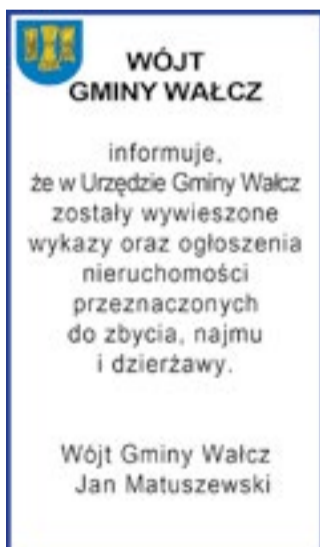 WÓJT
GMINY WAŁCZ
informuje,
że w Urzędzie Gminy Wałcz
zostały wywieszone
wykazy oraz ogłoszenia
nieruchomości
przeznaczonych
do zbycia, najmu
i dzierżawy.
Wójt Gminy Wałcz
Jan Matuszewski